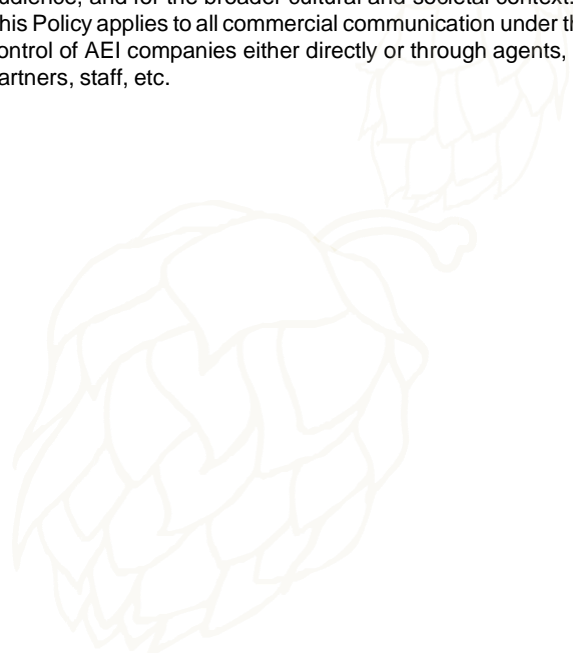 udience, and for the broader cultural and societal context.
his Policy applies to all commercial communication under th
ontrol of AEI companies either directly or through agents,
artners, staff, etc.